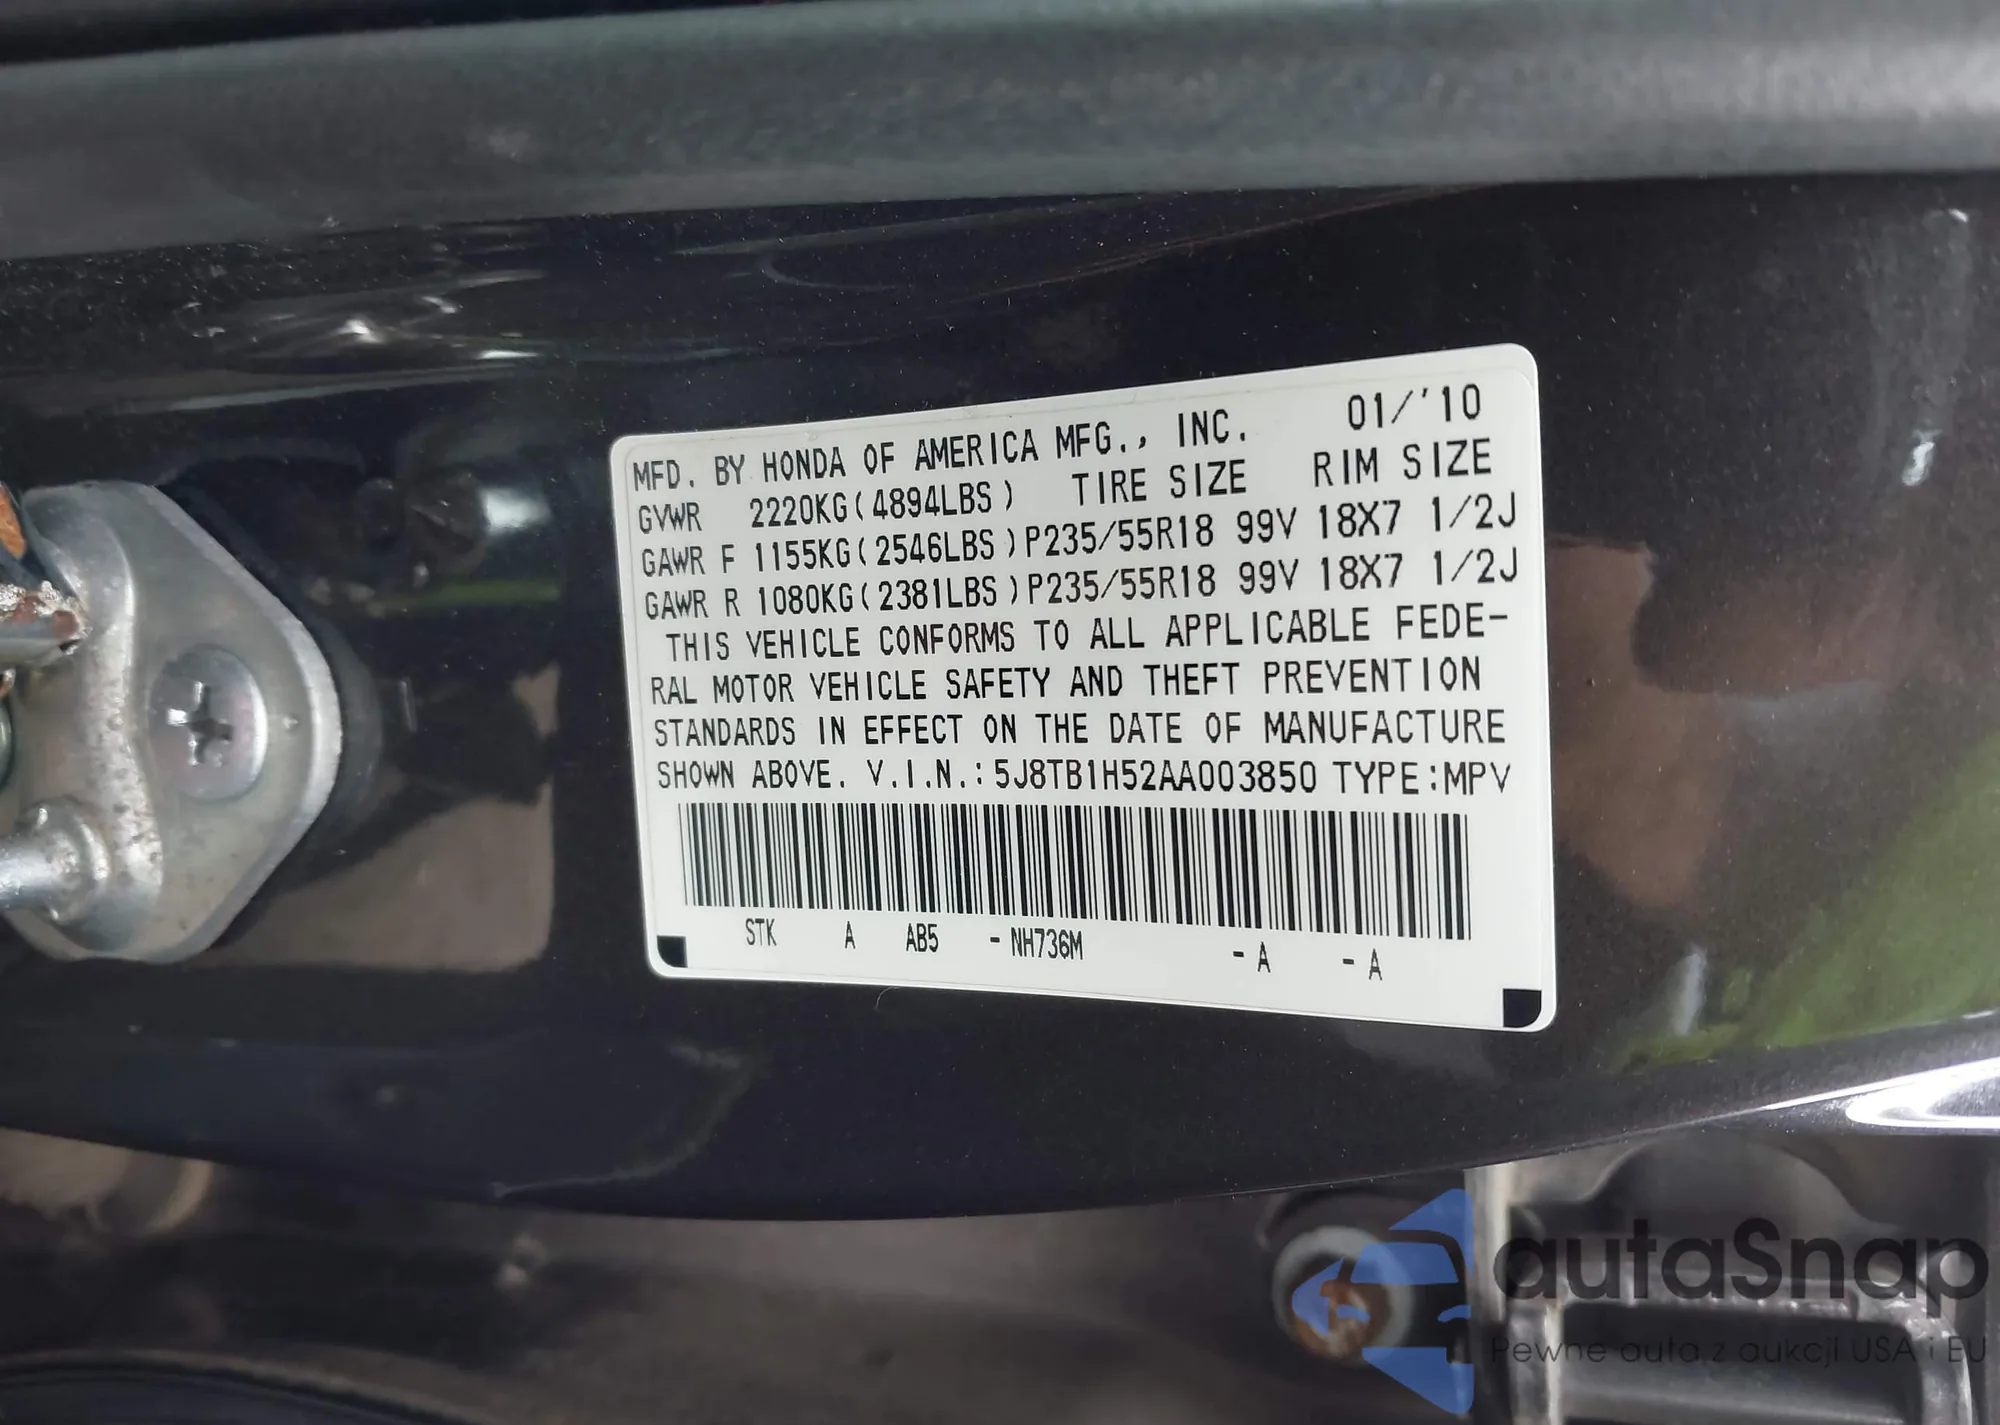 MFD. BY HONDA OF AMERICA MFG., INC. 01/'10
GVWR 2220KG(4894LBS) TIRE SIZE RIM SIZE
GAWR F 1155KG(2546LBS)P235/55R18 99V 18X7 1/2J
GAWR R 1080KG(2381LBS)P235/55R18 99V 18X7 1/2J
THIS VEHICLE CONFORMS TO ALL APPLICABLE FEDE-
RAL MOTOR VEHICLE SAFETY AND THEFT PREVENTION
STANDARDS IN EFFECT ON THE DATE OF MANUFACTURE
SHOWN ABOVE. V.I.N.:5J8TB1H52AA003850 TYPE:MPV
STK A AB5 -NH736M -A -A
autaSnap
Pewne auta z aukcji USA i EU